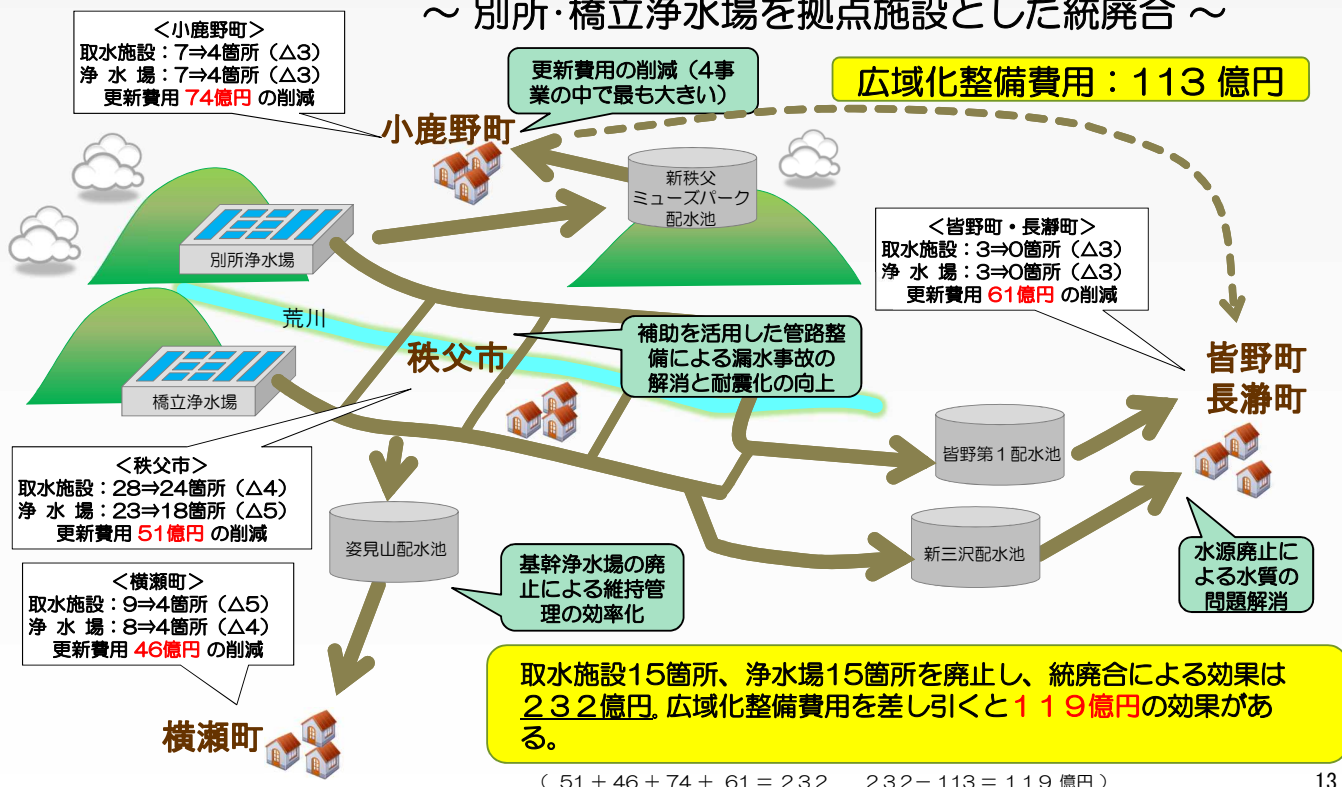 ～ 別所･橋立浄水場を拠点施設とした統廃合 ～
＜小鹿野町＞
取水施設：7⇒4箇所（△3）
浄 水 場：7⇒4箇所（△3）
更新費用 74億円 の削減
更新費用の削減（4事
業の中で最も大きい）
広域化整備費用：113 億円
小鹿野町
新秩父
ミューズパーク
配水池
別所浄水場
＜皆野町・長瀞町＞
取水施設：3⇒0箇所（△3）
浄 水 場：3⇒0箇所（△3）
更新費用 61億円 の削減
荒川
秩父市
補助を活用した管路整
備による漏水事故の
解消と耐震化の向上
皆野町
長瀞町
橋立浄水場
皆野第１配水池
＜秩父市＞
取水施設：28⇒24箇所（△4）
浄 水 場：23⇒18箇所（△5）
更新費用 51億円 の削減
姿見山配水池
新三沢配水池
基幹浄水場の廃
止による維持管
理の効率化
水源廃止に
よる水質の
問題解消
＜横瀬町＞
取水施設：9⇒4箇所（△5）
浄 水 場：8⇒4箇所（△4）
更新費用 46億円 の削減
横瀬町
取水施設15箇所、浄水場15箇所を廃止し、統廃合による効果は
２３２億円。広域化整備費用を差し引くと１１９億円の効果があ
る。
（ ５１＋４６＋７４＋ ６１＝２３２　２３２－１１３＝１１９ 億円）
13